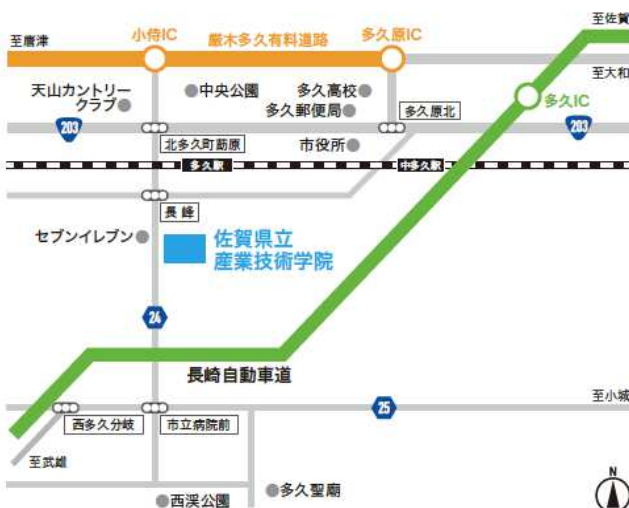 至佐賀
小侍IC
厳木多久有料道路
多久原IC
至唐津
至大和
天山カントリー
クラブ
中央公園
多久高校
多久郵便局
多久IC
多久原北
203
203
北多久町莇原
市役所
多久駅
中多久駅
長峰
セブンイレブン
佐賀県立
産業技術学院
24
長崎自動車道
至小城
25
西多久分岐
市立病院前
至武雄
西渓公園
多久聖廟
N